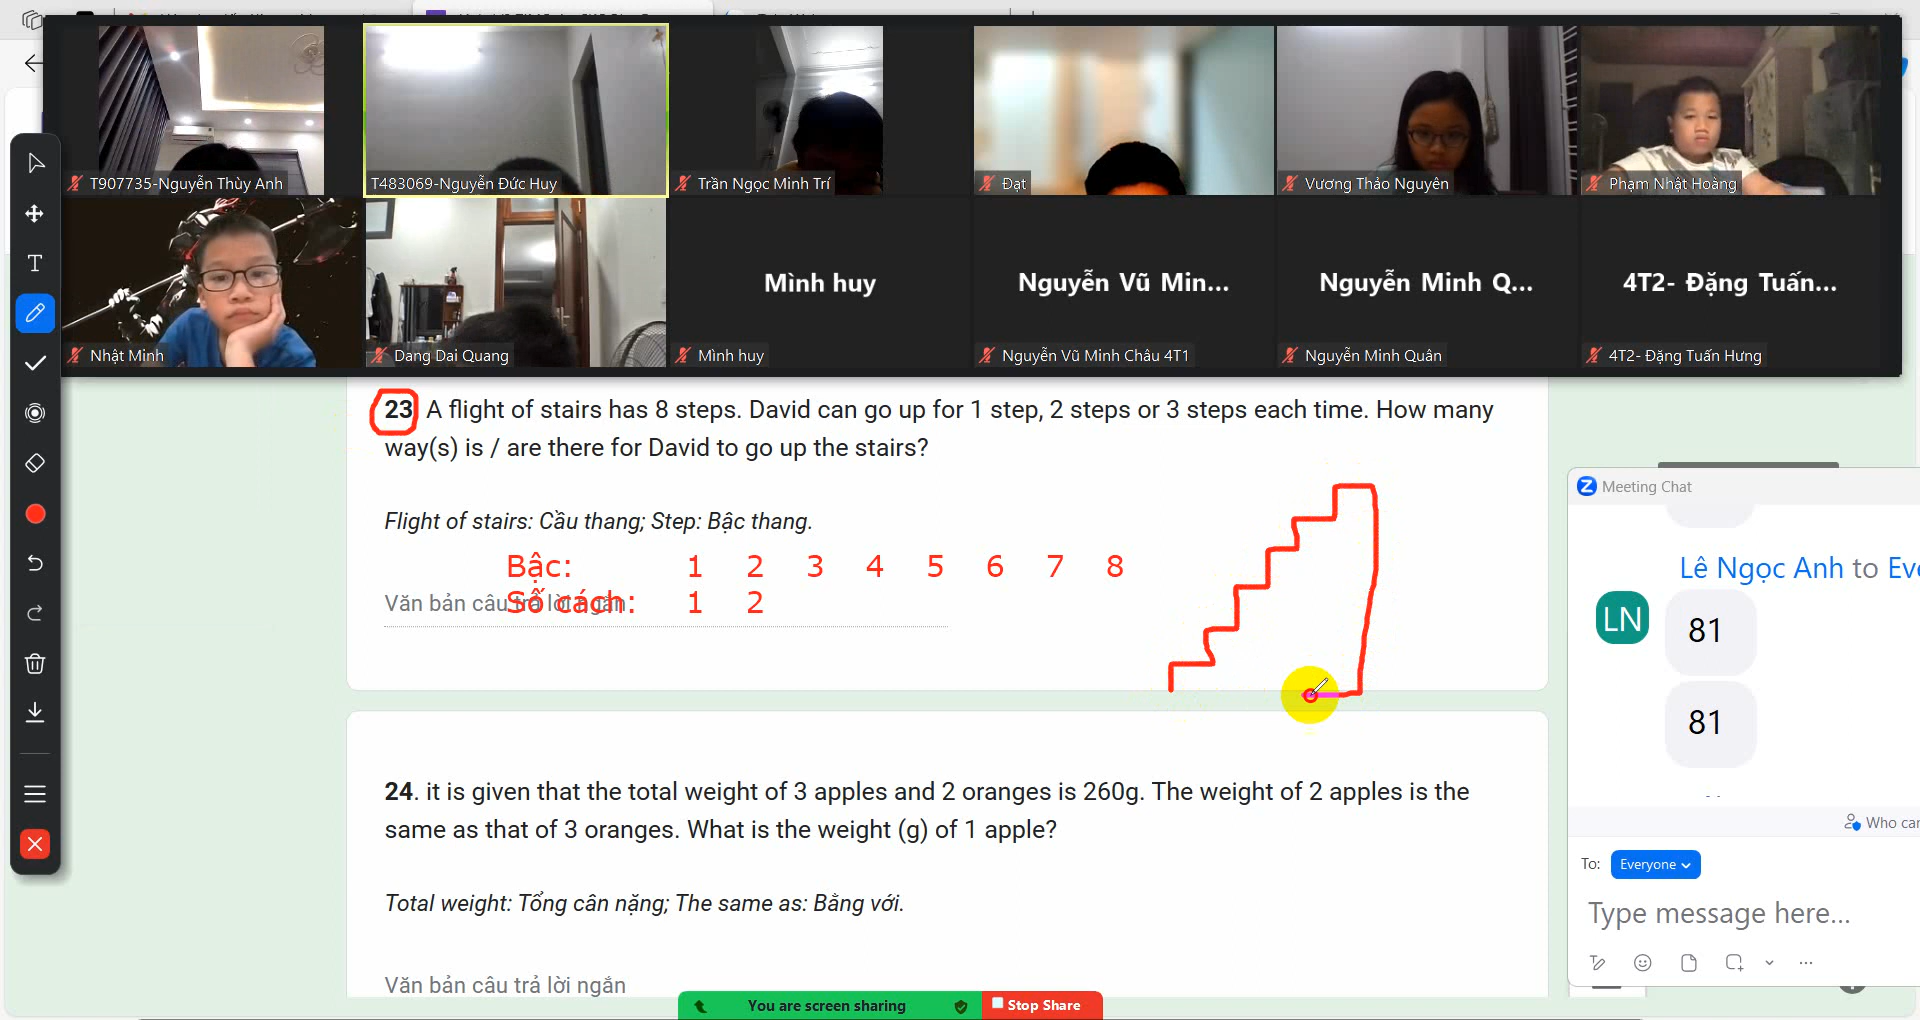 T907735-Nguyễn Thùy Anh
T483069-Nguyễn Đức Huy
Trần Ngọc Minh Trí
Đạt
Vương Thảo Nguyên
Phạm Nhật Hoàng
Mình huy
Nguyễn Vũ Min...
Nguyễn Minh Q...
4T2- Đặng Tuấn...
Nhật Minh
Dang Dai Quang
Mình huy
Nguyễn Vũ Minh Châu 4T1
Nguyễn Minh Quân
4T2- Đặng Tuấn Hưng
23 A flight of stairs has 8 steps. David can go up for 1 step, 2 steps or 3 steps each time. How many
way(s) is / are there for David to go up the stairs?
Flight of stairs: Cầu thang; Step: Bậc thang.
Bậc: 1 2 3 4 5 6 7 8
Văn bản câu trả lời ngắn
Số cách: 1 2
24. it is given that the total weight of 3 apples and 2 oranges is 260g. The weight of 2 apples is the
same as that of 3 oranges. What is the weight (g) of 1 apple?
Total weight: Tổng cân nặng; The same as: Bằng với.
Văn bản câu trả lời ngắn
You are screen sharing
Stop Share
Meeting Chat
Lê Ngọc Anh to Eve
LN
81
81
Who can
To: Everyone
Type message here...